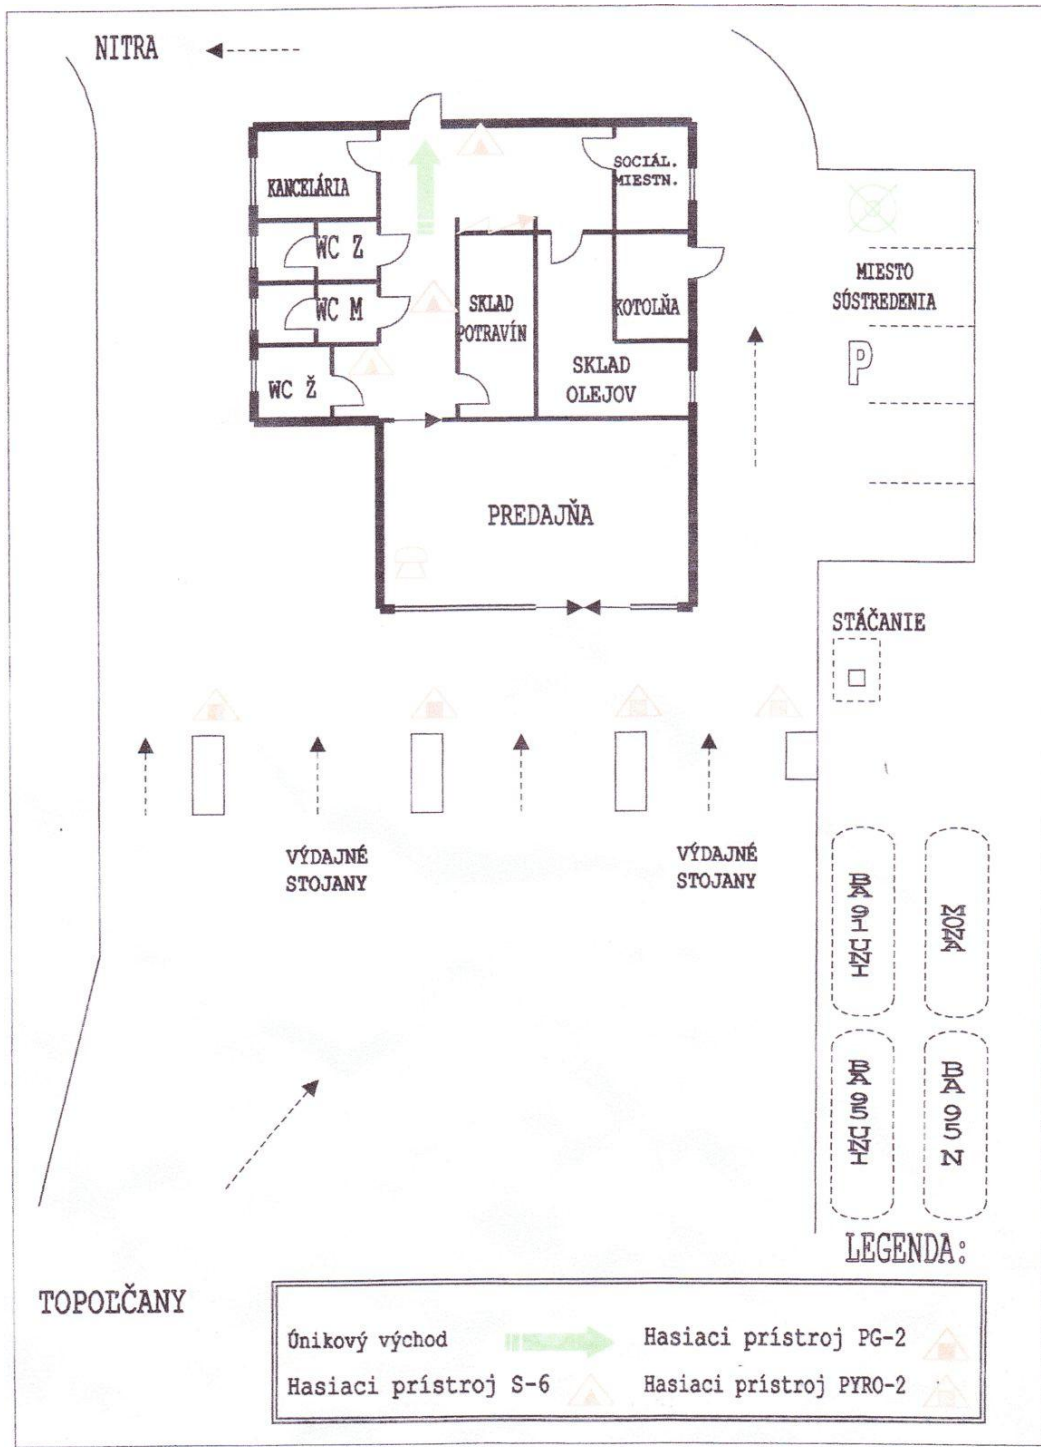 NITRA
KANCELÁRIA
SOCIÁL.
MIESTN.
WC Z
WC M
WC Ž
SKLAD
POTRAVÍN
KOTOLŇA
SKLAD
OLEJOV
MIESTO
SÚSTREDENIA
P
PREDAJŇA
STÁČANIE
VÝDAJNÉ
STOJANY
VÝDAJNÉ
STOJANY
BA 91 UNI
MONA
BA 95 UNI
BA 95 N
LEGENDA:
TOPOĽČANY
Únikový východ
Hasiaci prístroj PG-2
Hasiaci prístroj S-6
Hasiaci prístroj PYRO-2